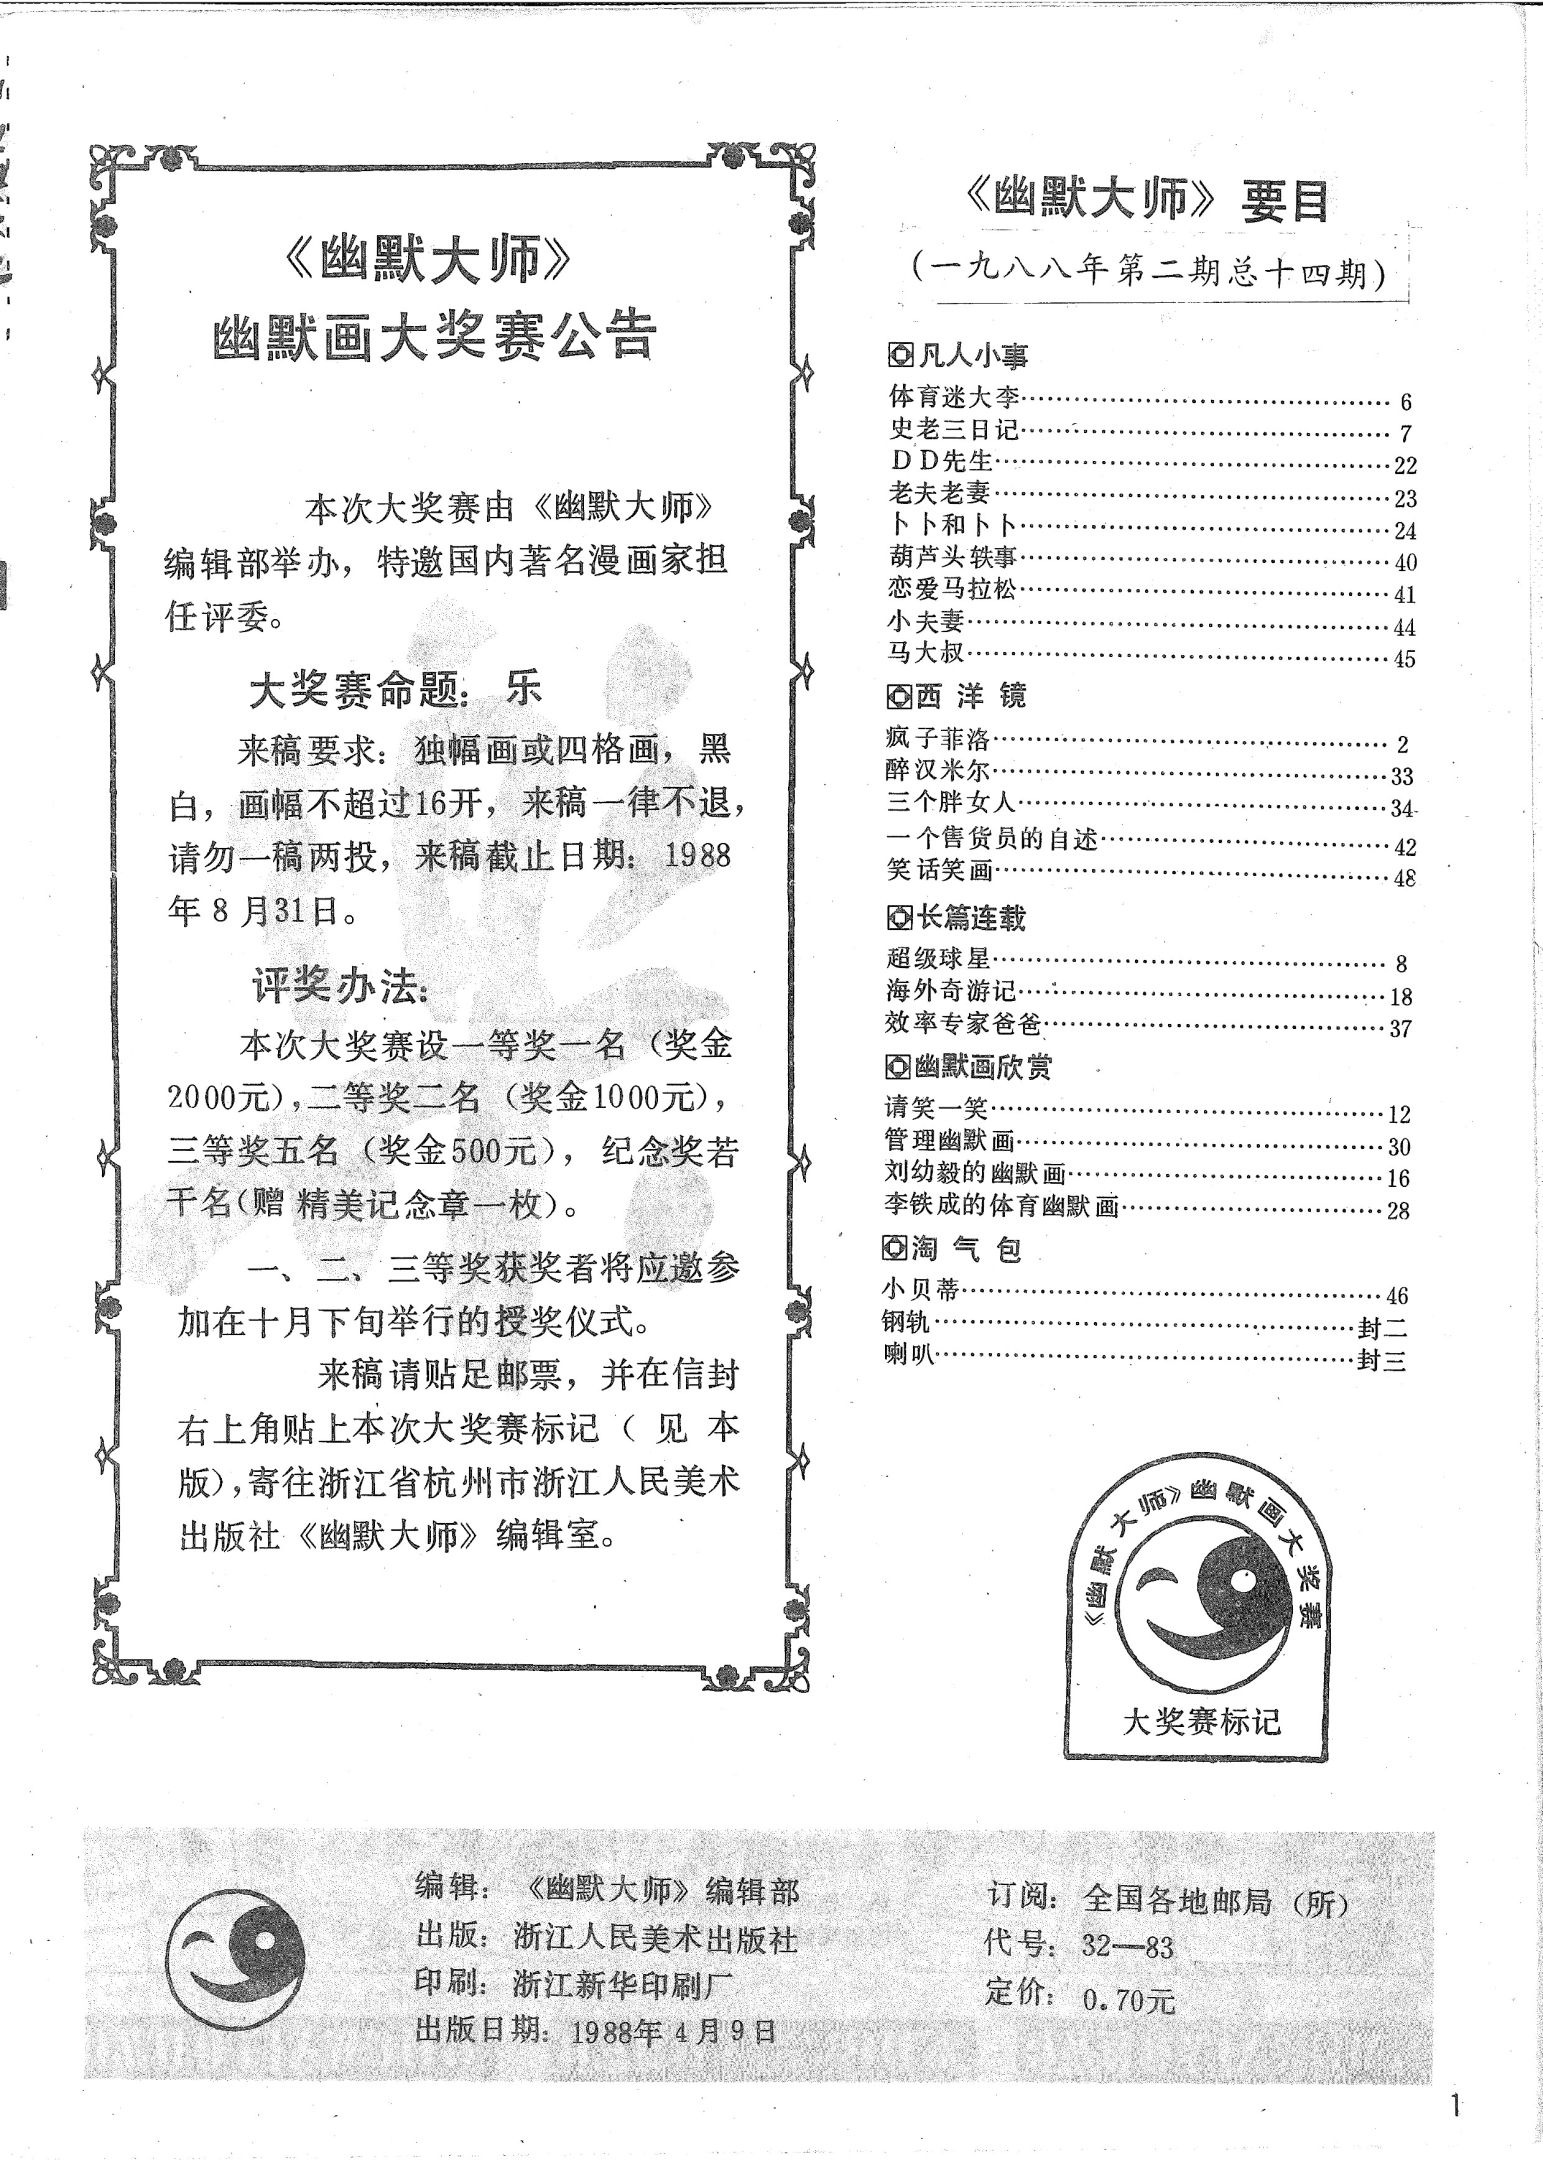 《幽默大师》
幽默画大奖赛公告
本次大奖赛由《幽默大师》
编辑部举办，特邀国内著名漫画家担
任评委。
大奖赛命题：乐
来稿要求：独幅画或四格画，黑
白，画幅不超过16开，来稿一律不退，
请勿一稿两投，来稿截止日期：1988
年8月31日。
评奖办法：
本次大奖赛设一等奖一名（奖金
2000元），二等奖二名（奖金1000元），
三等奖五名（奖金500元），纪念奖若
干名（赠精美记念章一枚）。
一、二、三等奖获奖者将应邀参
加在十月下旬举行的授奖仪式。
来稿请贴足邮票，并在信封
右上角贴上本次大奖赛标记（见本
版），寄往浙江省杭州市浙江人民美术
出版社《幽默大师》编辑室。
《幽默大师》要目
（一九八八年第二期总十四期）
凡人小事
体育迷大李…………6
史老三日记…………7
DD先生…………22
老夫老妻…………23
卜卜和卜卜…………24
葫芦头轶事…………40
恋爱马拉松…………41
小夫妻…………44
马大叔…………45
西洋镜
疯子菲洛…………2
醉汉米尔…………33
三个胖女人…………34
一个售货员的自述…………42
笑话笑画…………48
长篇连载
超级球星…………8
海外奇游记…………18
效率专家爸爸…………37
幽默画欣赏
请笑一笑…………12
管理幽默画…………30
刘幼毅的幽默画…………16
李铁成的体育幽默画…………28
淘气包
小贝蒂…………46
钢轨…………封二
喇叭…………封三
《幽默大师》幽默画大奖赛
大奖赛标记
编辑：《幽默大师》编辑部
出版：浙江人民美术出版社
印刷：浙江新华印刷厂
出版日期：1988年4月9日
订阅：全国各地邮局（所）
代号：32—83
定价：0.70元
1